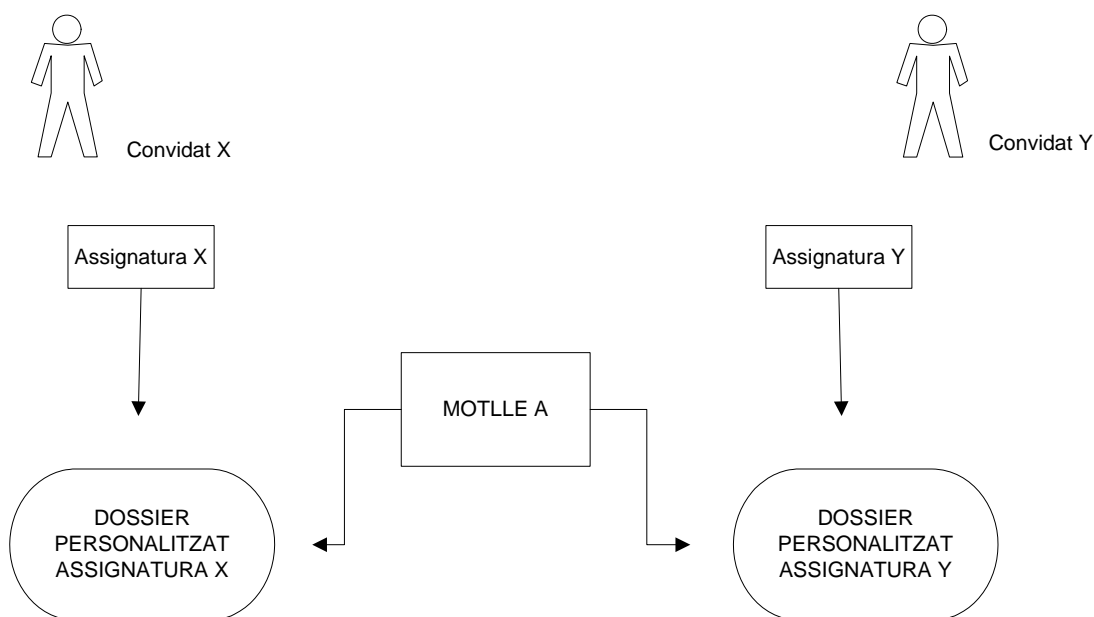 Convidat X
Convidat Y
Assignatura X
Assignatura Y
MOTLLE A
DOSSIER
PERSONALITZAT
ASSIGNATURA X
DOSSIER
PERSONALITZAT
ASSIGNATURA Y